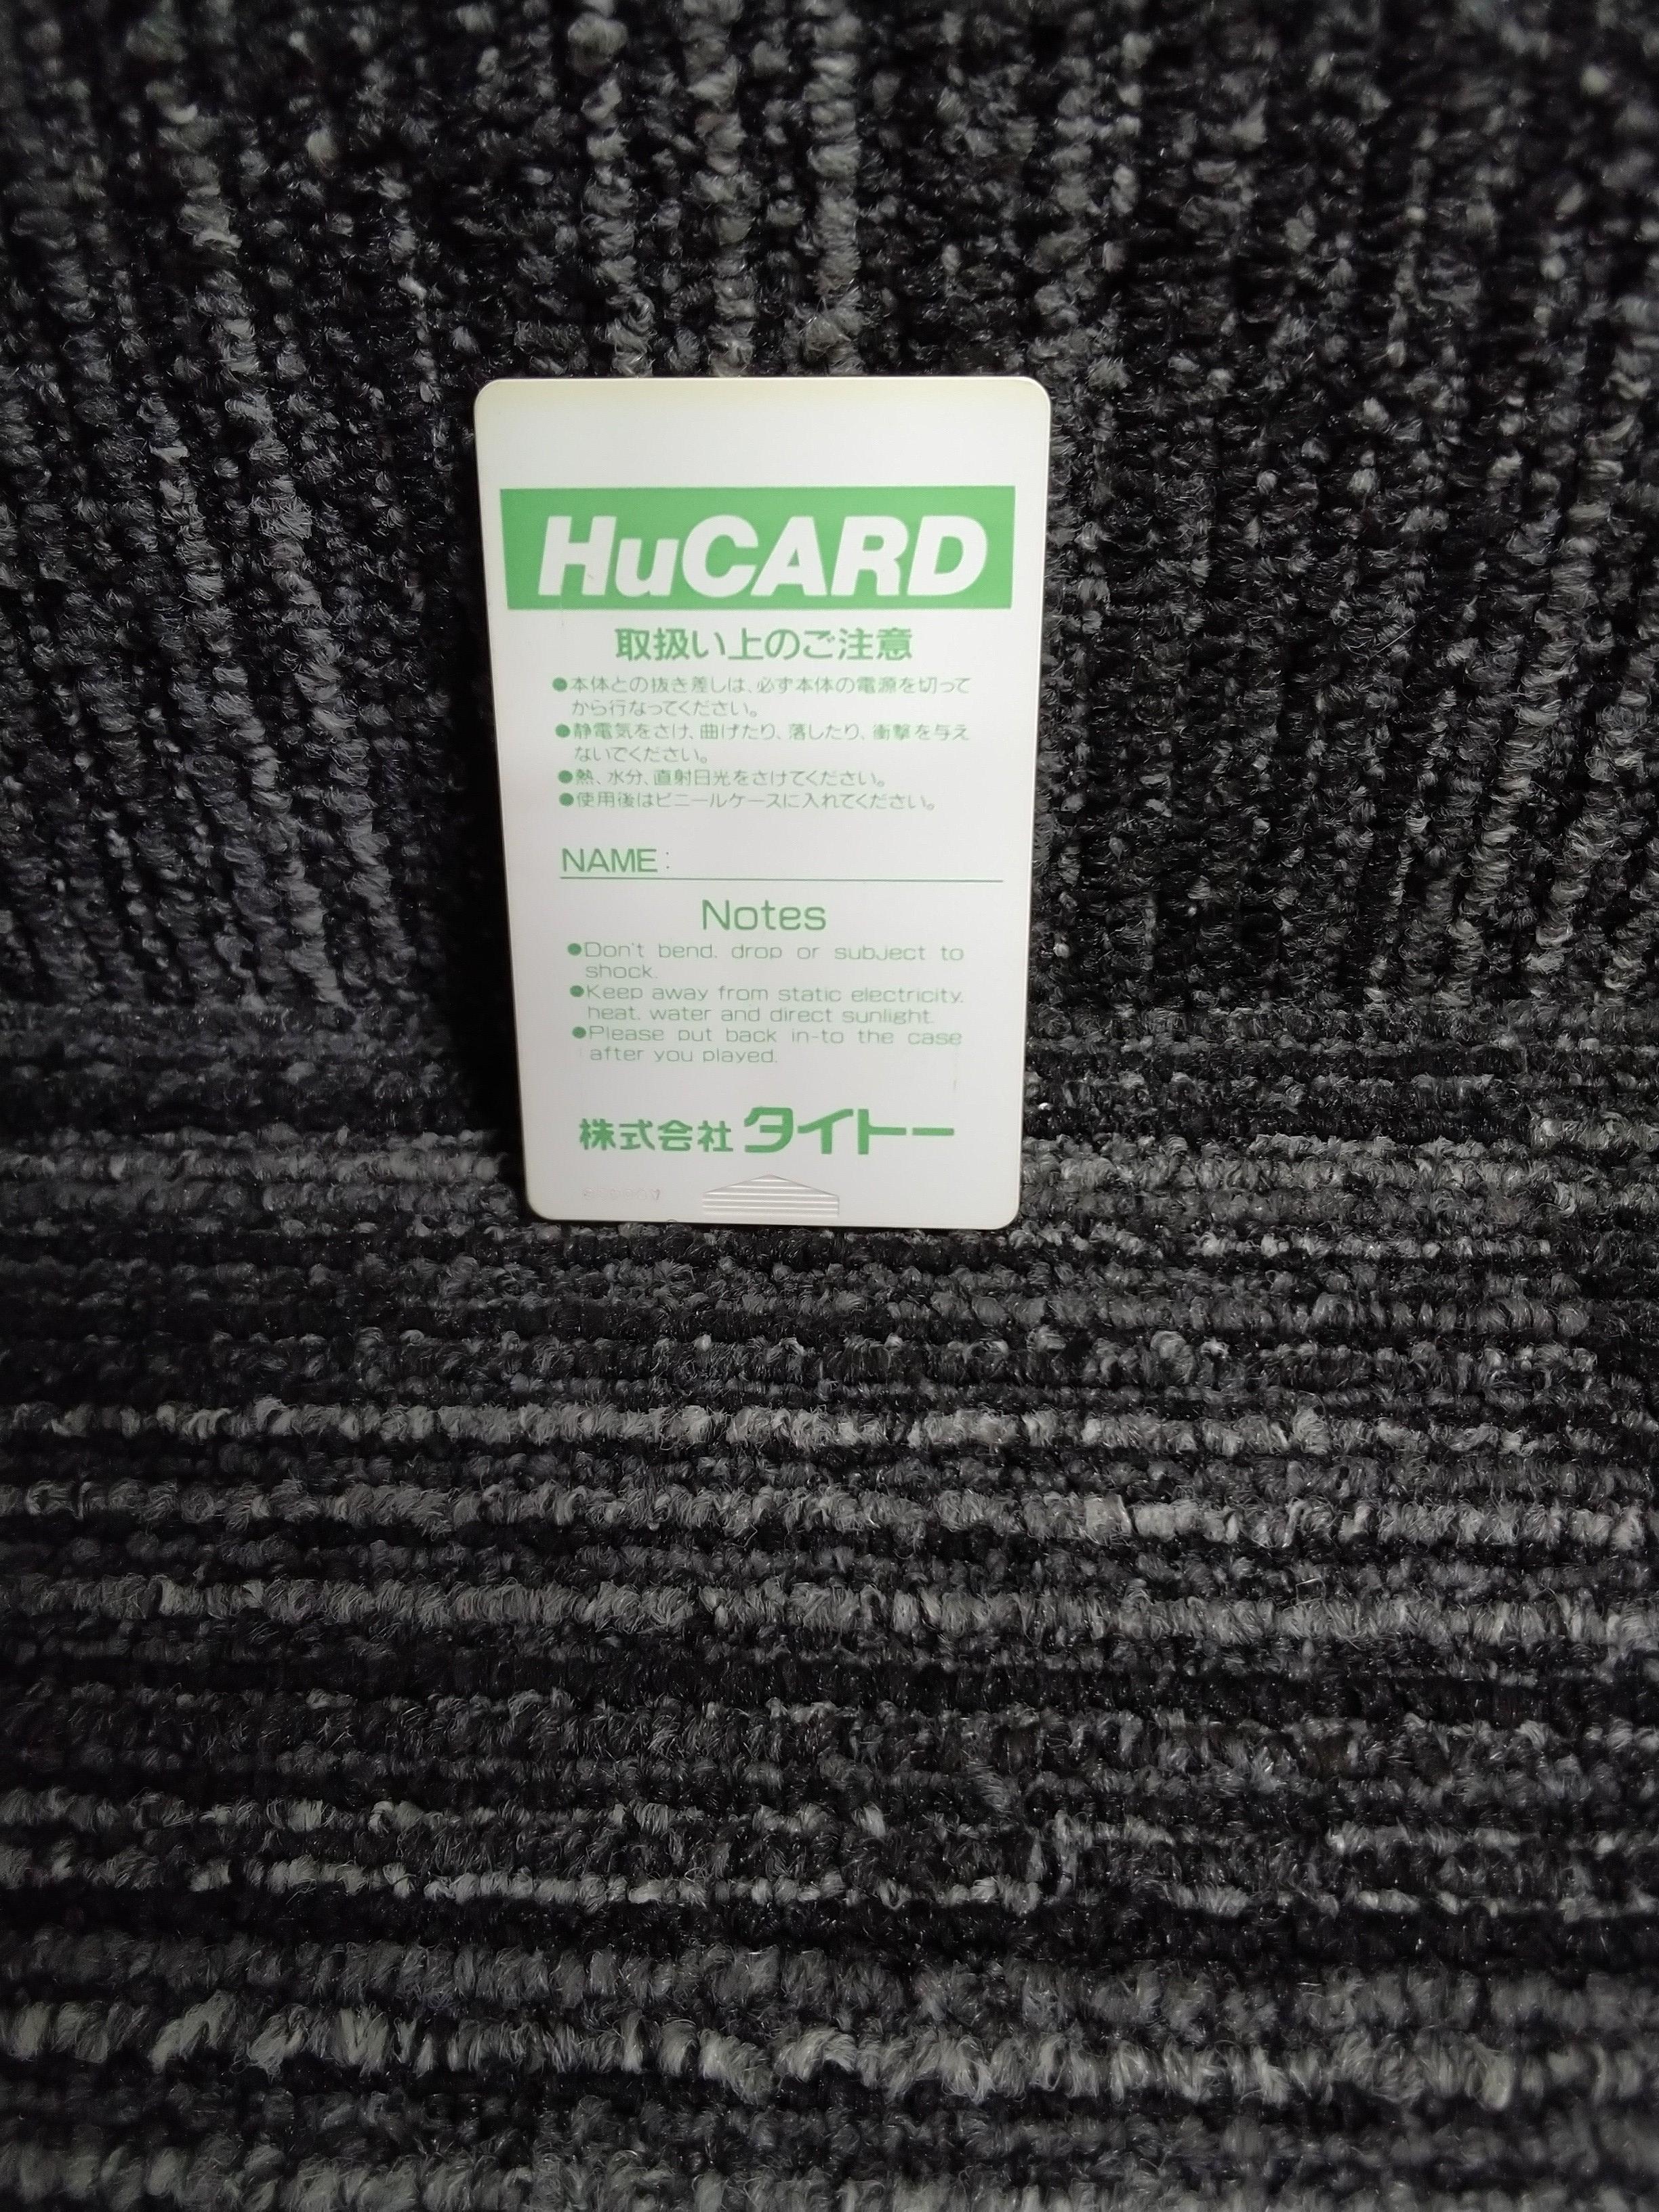 HuCARD
取扱い上のご注意
●本体との抜き差しは、必ず本体の電源を切って
から行なってください。
●静電気をさけ、曲げたり、落したり、衝撃を与え
ないでください。
●熱、水分、直射日光をさけてください。
●使用後はビニールケースに入れてください。
NAME:
Notes
●Don't bend, drop or subject to
shock.
●Keep away from static electricity,
heat, water and direct sunlight.
●Please put back in-to the case
after you played.
株式会社タイトー